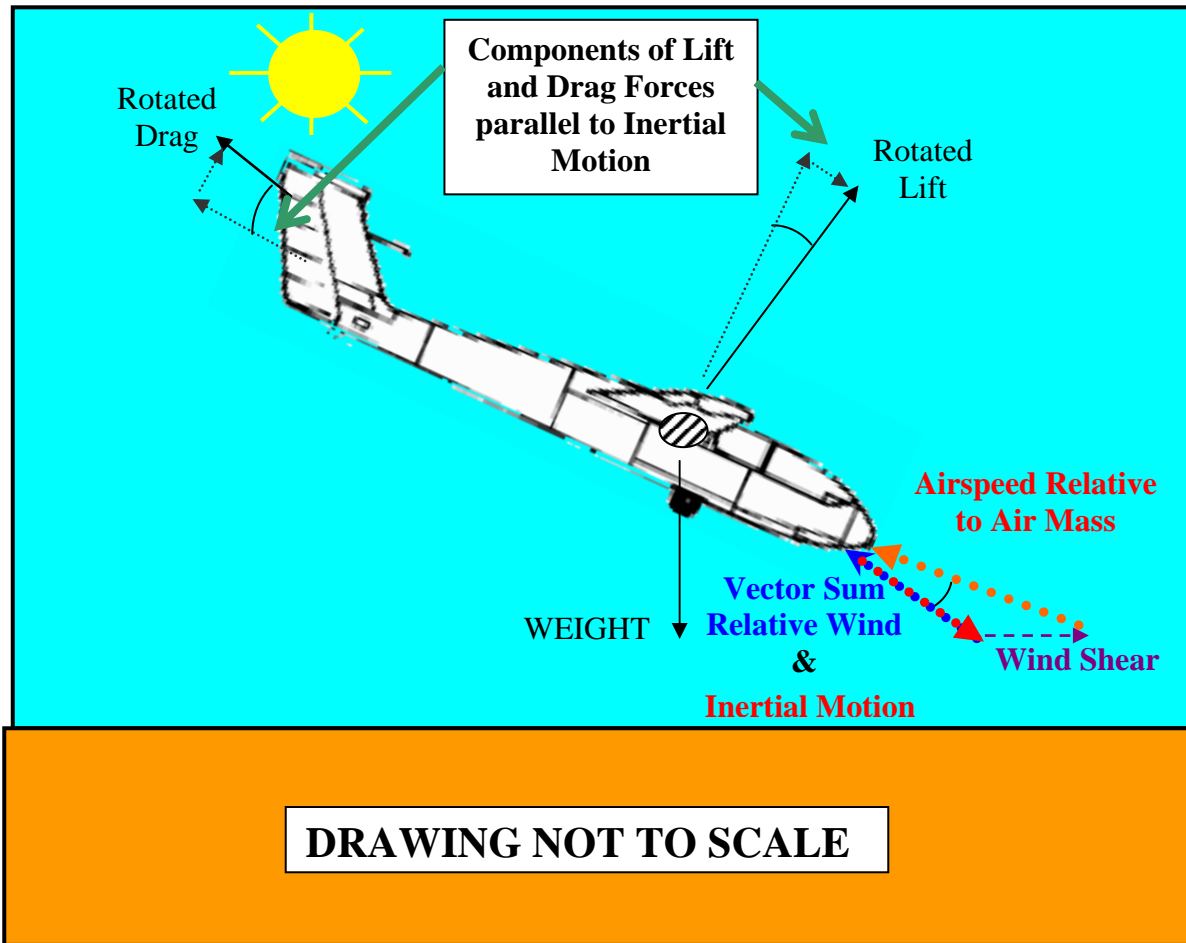 Components of Lift
and Drag Forces
parallel to Inertial
Motion
Rotated
Drag
Rotated
Lift
Airspeed Relative
to Air Mass
Vector Sum
Relative Wind
&
Inertial Motion
WEIGHT
Wind Shear
DRAWING NOT TO SCALE